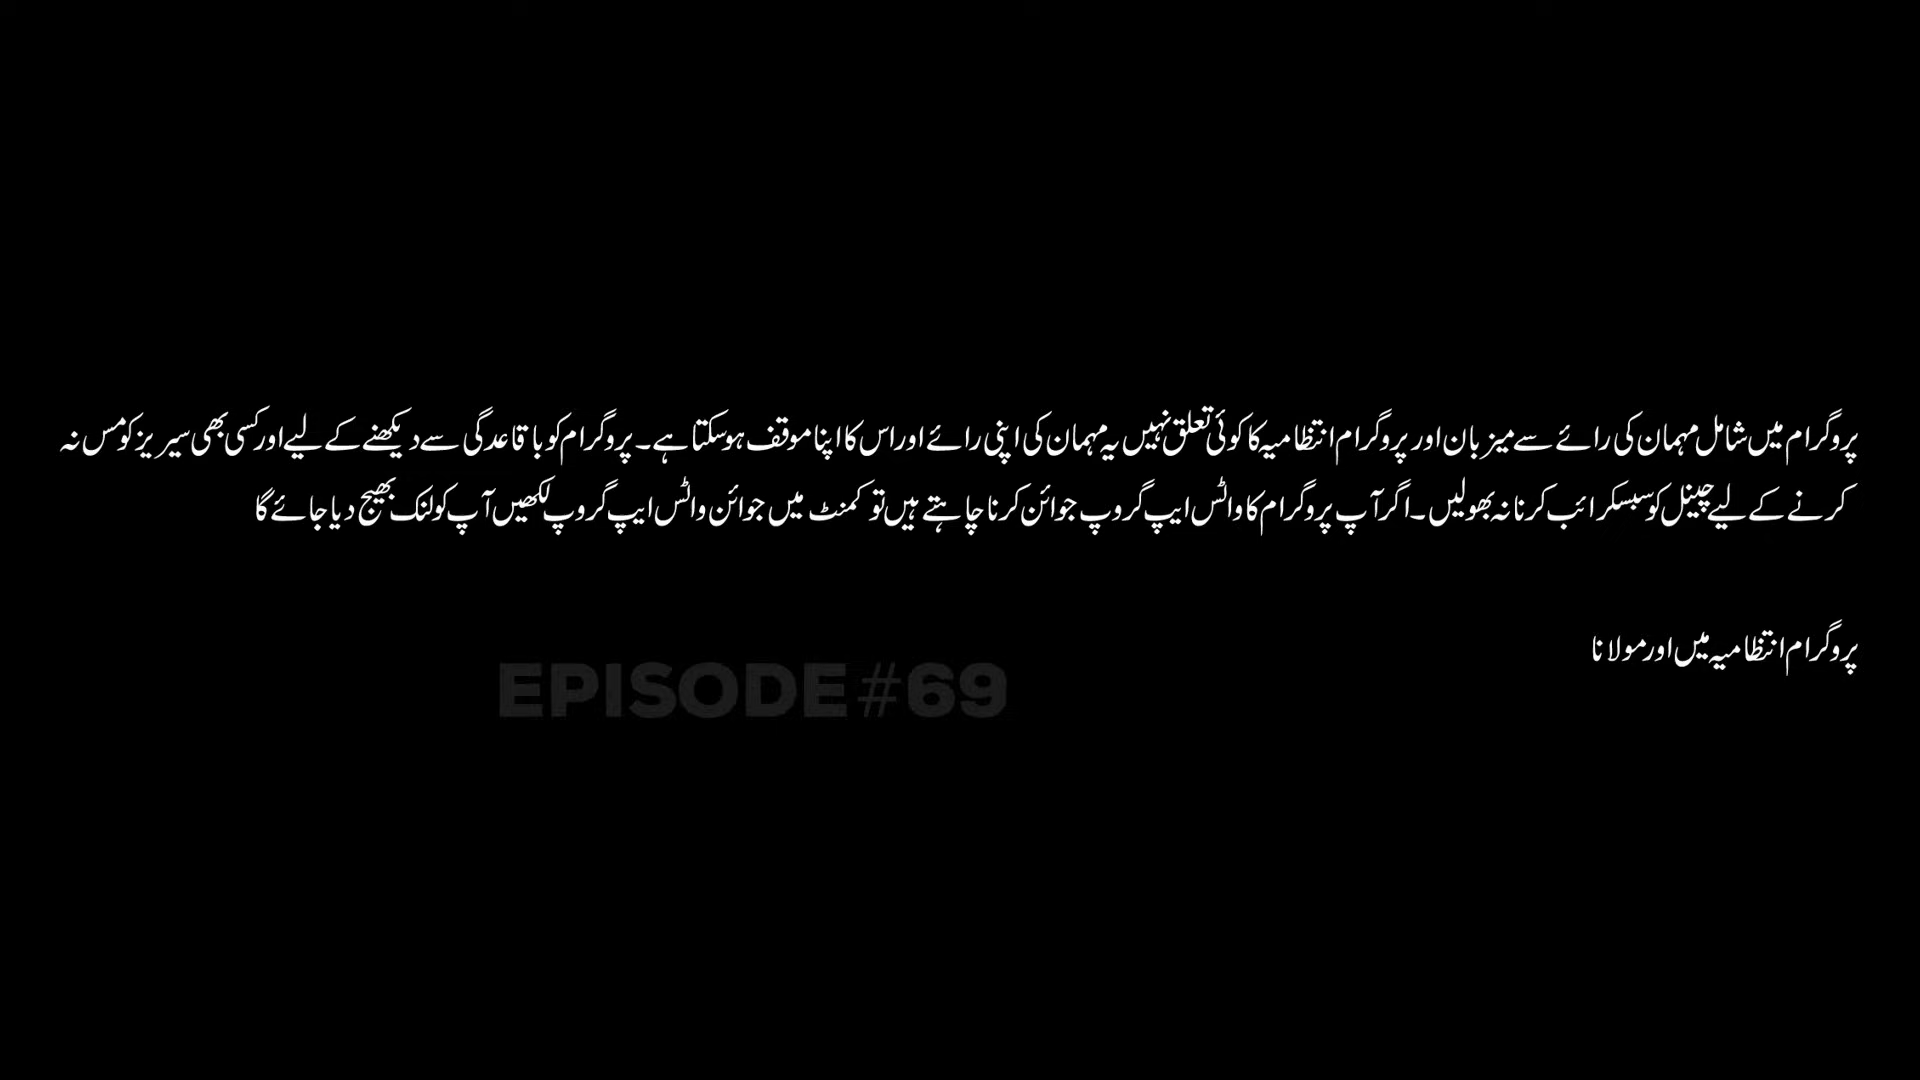 پروگرام میں شامل مہمان کی رائے سے میزبان اور پروگرام انتظامیہ کا کوئی تعلق نہیں یہ مہمان کی اپنی رائے اور اس کا اپنا موقف ہو سکتا ہے۔ پروگرام کو باقاعدگی سے دیکھنے کے لیے اور کسی بھی سیریز کو مس نہ
کرنے کے لیے چینل کو سبسکرائب کرنا نہ بھولیں۔ اگر آپ پروگرام کا واٹس ایپ گروپ جوائن کرنا چاہتے ہیں تو کمنٹ میں جوائن واٹس ایپ گروپ لکھیں آپ کو لنک بھیج دیا جائے گا
پروگرام انتظامیہ میں اور مولانا
EPISODE#69